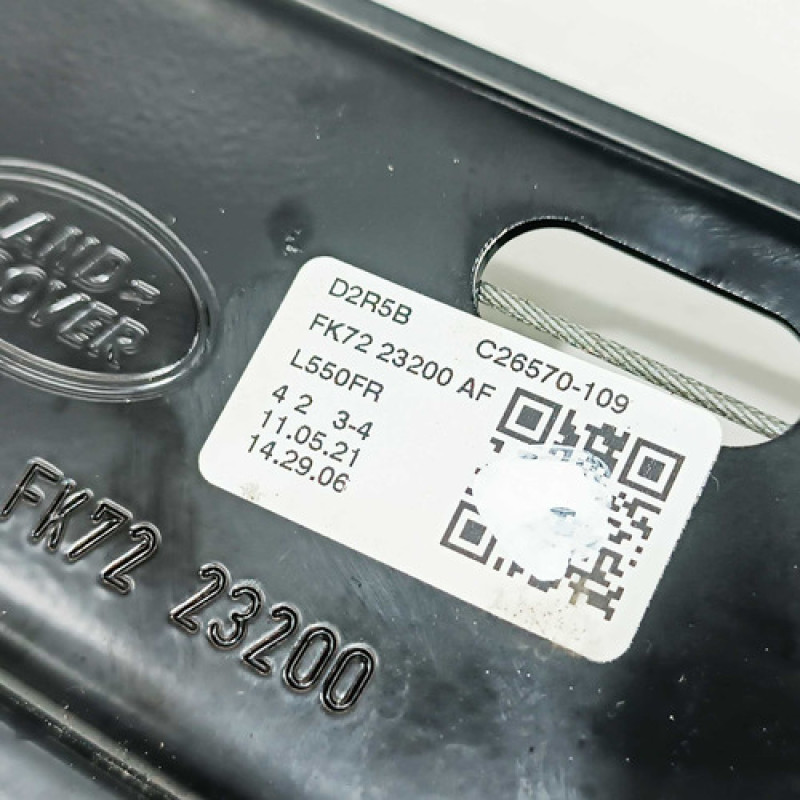 LAND
ROVER
D2R5B
C26570-109
FK72 23200 AF
L550FR
4 2 3-4
11.05.21
14.29.06
FK72 23200